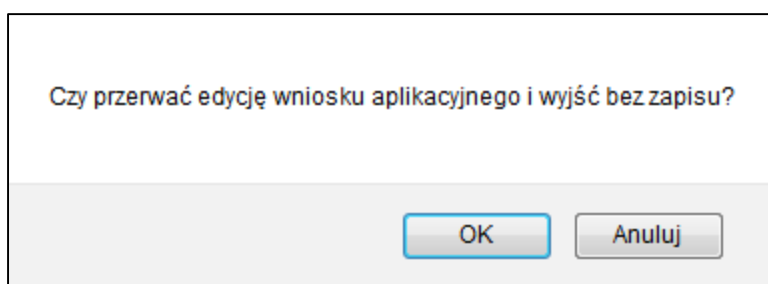 Czy przerwać edycję wniosku aplikacyjnego i wyjść bez zapisu?
OK Anuluj